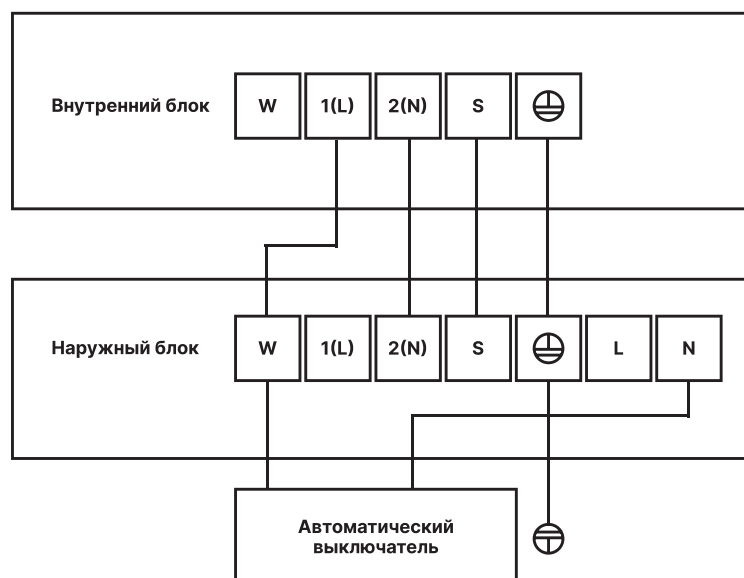 Внутренний блок W 1(L) 2(N) S
Наружный блок W 1(L) 2(N) S L N
Автоматический
выключатель